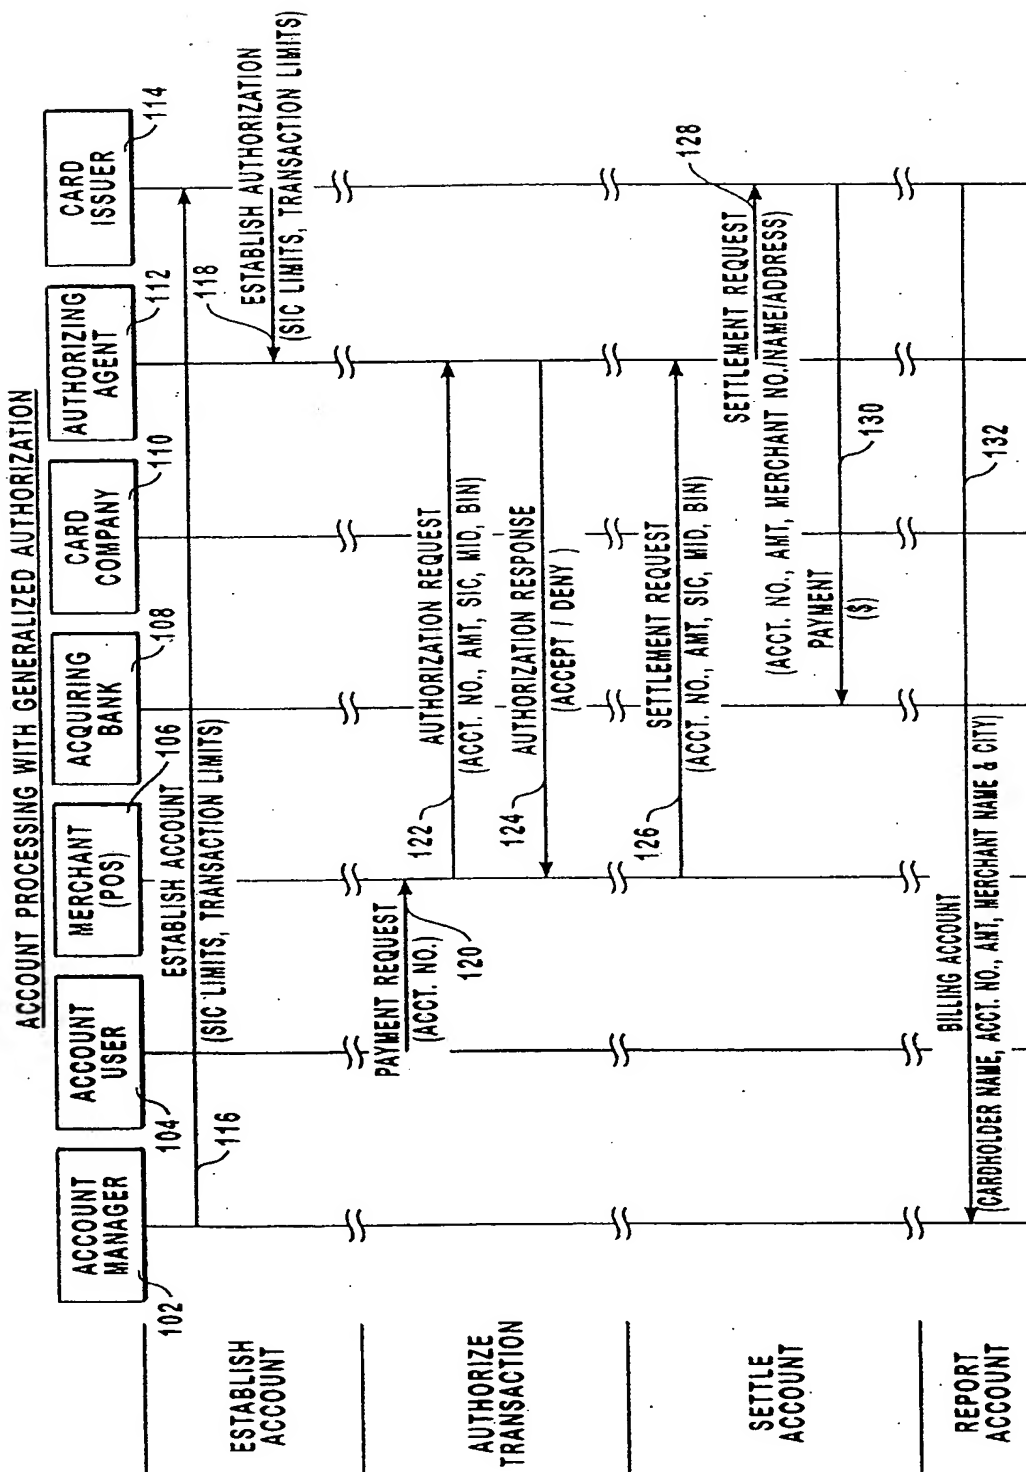 ACCOUNT PROCESSING WITH GENERALIZED AUTHORIZATION
ACCOUNT
MANAGER
102
ACCOUNT
USER
104
MERCHANT
(POS)
106
ACQUIRING
BANK
108
CARD
COMPANY
110
AUTHORIZING
AGENT
112
CARD
ISSUER
114
ESTABLISH
ACCOUNT
116
ESTABLISH ACCOUNT
(SIC LIMITS, TRANSACTION LIMITS)
118
ESTABLISH AUTHORIZATION
(SIC LIMITS, TRANSACTION LIMITS)
AUTHORIZE
TRANSACTION
PAYMENT REQUEST
(ACCT. NO.)
120
122
AUTHORIZATION REQUEST
(ACCT. NO., AMT, SIC, MID, BIN)
124
AUTHORIZATION RESPONSE
(ACCEPT / DENY )
SETTLE
ACCOUNT
126
SETTLEMENT REQUEST
(ACCT. NO., AMT, SIC, MID, BIN)
SETTLEMENT REQUEST
128
(ACCT. NO., AMT, MERCHANT NO./NAME/ADDRESS)
PAYMENT
($)
130
REPORT
ACCOUNT
BILLING ACCOUNT
132
(CARDHOLDER NAME, ACCT. NO., AMT, MERCHANT NAME & CITY)